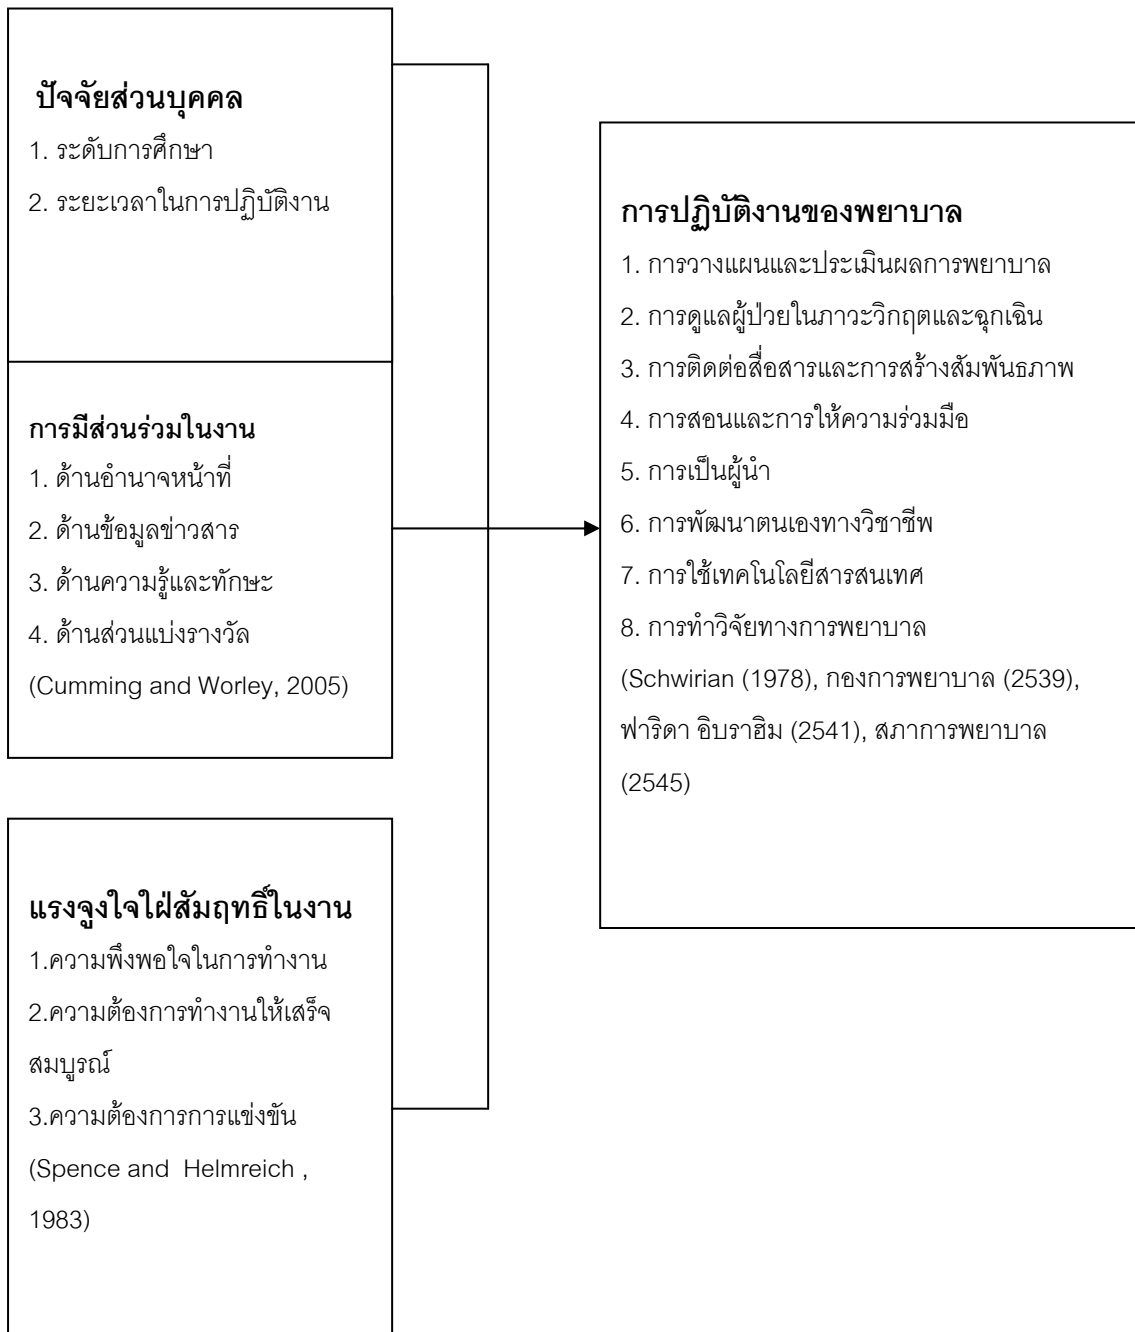 ปัจจัยส่วนบุคคล
1. ระดับการศึกษา
2. ระยะเวลาในการปฏิบัติงาน
การมีส่วนร่วมในงาน
1. ด้านอำนาจหน้าที่
2. ด้านข้อมูลข่าวสาร
3. ด้านความรู้และทักษะ
4. ด้านส่วนแบ่งรางวัล
(Cumming and Worley, 2005)
แรงจูงใจใฝ่สัมฤทธิ์ในงาน
1.ความพึงพอใจในการทำงาน
2.ความต้องการทำงานให้เสร็จ
สมบูรณ์
3.ความต้องการการแข่งขัน
(Spence and Helmreich ,
1983)
การปฏิบัติงานของพยาบาล
1. การวางแผนและประเมินผลการพยาบาล
2. การดูแลผู้ป่วยในภาวะวิกฤตและฉุกเฉิน
3. การติดต่อสื่อสารและการสร้างสัมพันธภาพ
4. การสอนและการให้ความร่วมมือ
5. การเป็นผู้นำ
6. การพัฒนาตนเองทางวิชาชีพ
7. การใช้เทคโนโลยีสารสนเทศ
8. การทำวิจัยทางการพยาบาล
(Schwirian (1978), กองการพยาบาล (2539),
ฟาริดา อิบราฮิม (2541), สภาการพยาบาล
(2545)